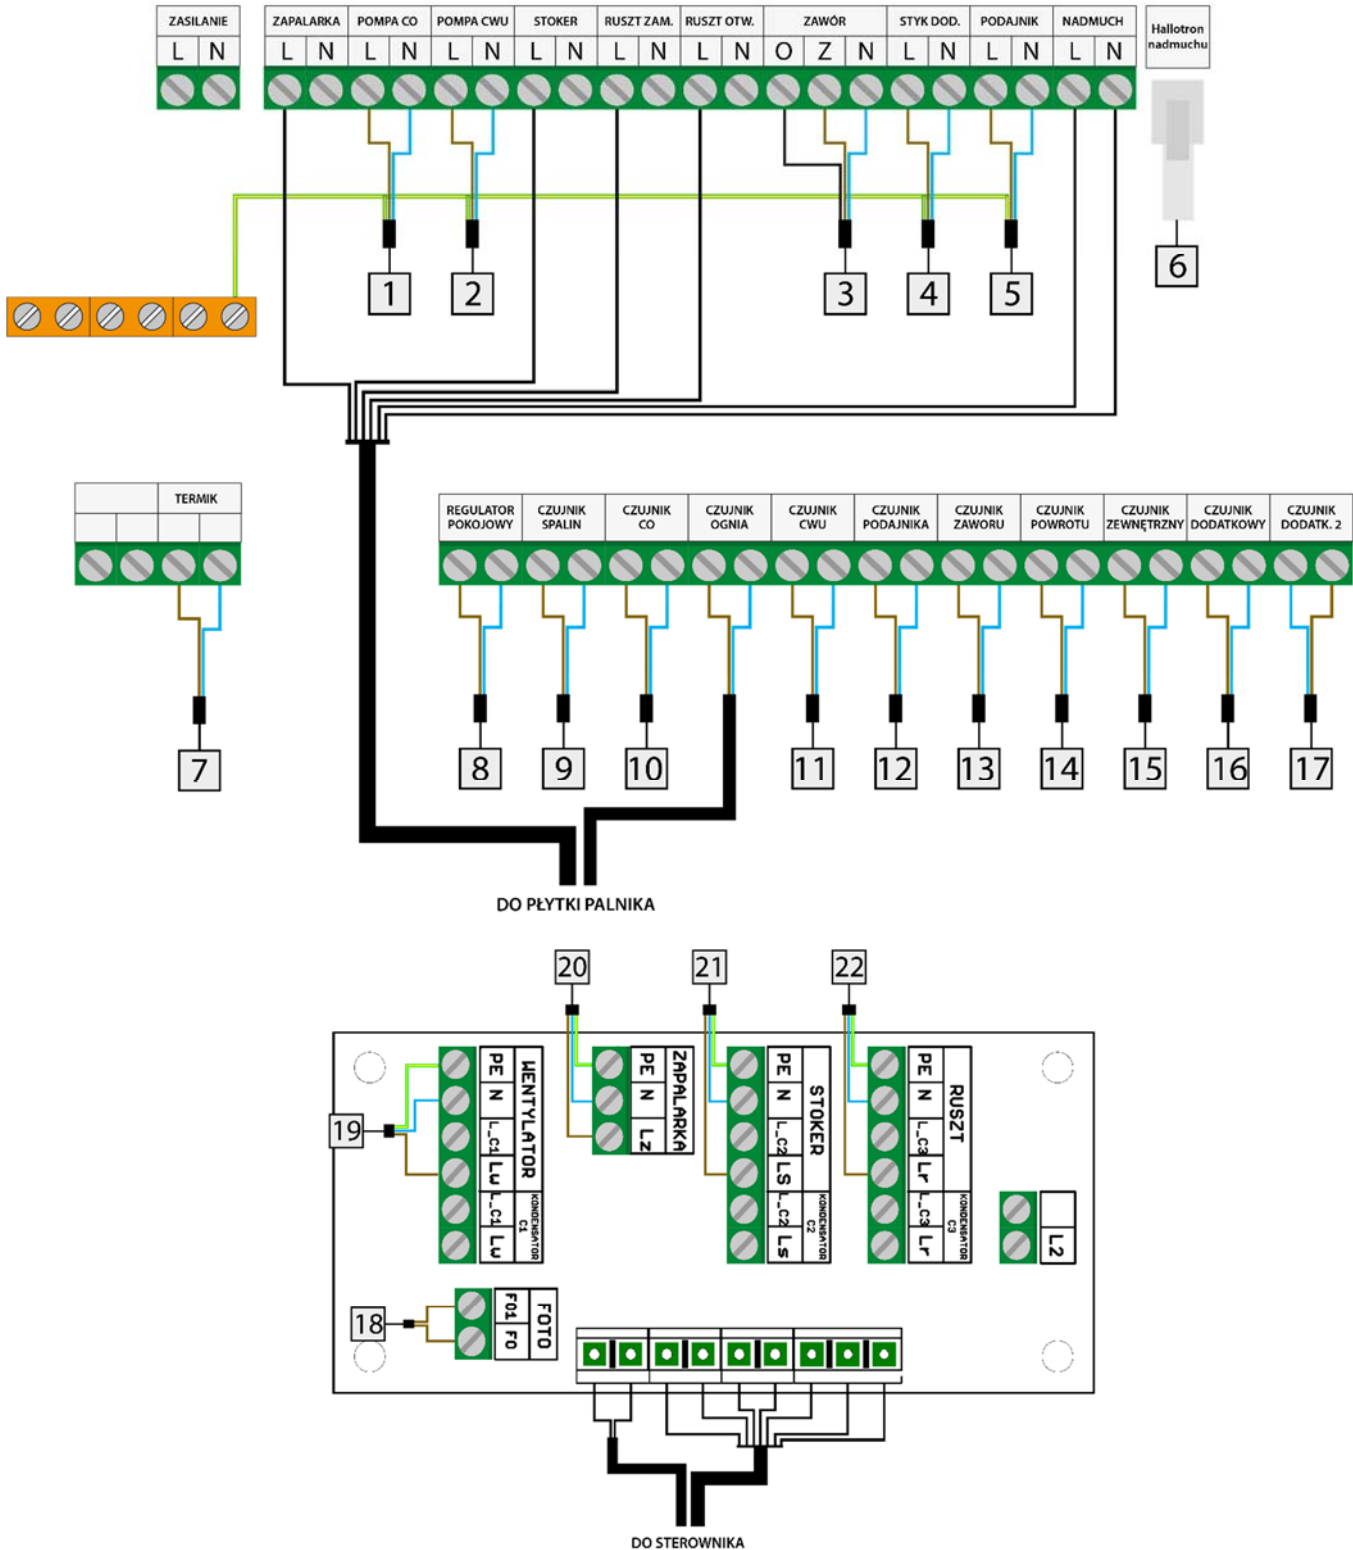 ZASILANIE ZAPALARKA POMPA CO POMPA CWU STOKER RUSZT ZAM. RUSZT OTW. ZAWÓR STYK DOD. PODAJNIK NADMUCH
L N L N L N L N L N L N L N O Z N L N L N L N
Hallotron
nadmuchu
1 2 3 4 5 6
TERMIK
REGULATOR POKOJOWY
CZUJNIK SPALIN
CZUJNIK CO
CZUJNIK OGNIA
CZUJNIK CWU
CZUJNIK PODAJNIKA
CZUJNIK ZAWORU
CZUJNIK POWROTU
CZUJNIK ZEWNĘTRZNY
CZUJNIK DODATKOWY
CZUJNIK DODATK. 2
7 8 9 10 11 12 13 14 15 16 17
DO PŁYTKI PALNIKA
20 21 22
19
PE N L_C1 Lw L_C1 Lw
WENTYLATOR
KONDENSATOR
C1
PE N Lz
ZAPALARKA
PE N L_C2 LS L_C2 Ls
STOKER
KONDENSATOR
C2
PE N L_C3 Lr L_C3 Lr
RUSZT
KONDENSATOR
C3
L2
18
F01 F0
FOTO
DO STEROWNIKA